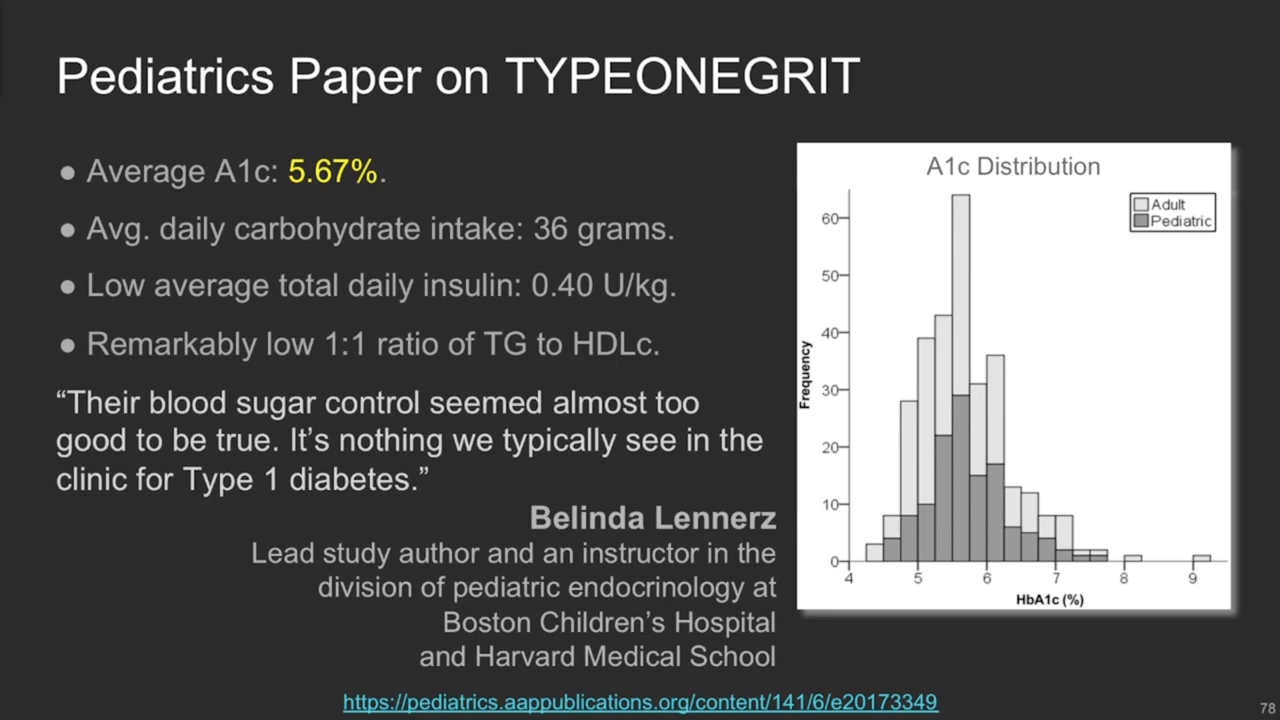 Pediatrics Paper on TYPEONEGRIT
● Average A1c: 5.67%.
● Avg. daily carbohydrate intake: 36 grams.
● Low average total daily insulin: 0.40 U/kg.
● Remarkably low 1:1 ratio of TG to HDLc.
“Their blood sugar control seemed almost too
good to be true. It’s nothing we typically see in the
clinic for Type 1 diabetes.”
Belinda Lennerz
Lead study author and an instructor in the
division of pediatric endocrinology at
Boston Children’s Hospital
and Harvard Medical School
A1c Distribution
Adult
Pediatric
Frequency
60
50
40
30
20
10
0
4 5 6 7 8 9
HbA1c (%)
https://pediatrics.aappublications.org/content/141/6/e20173349
78